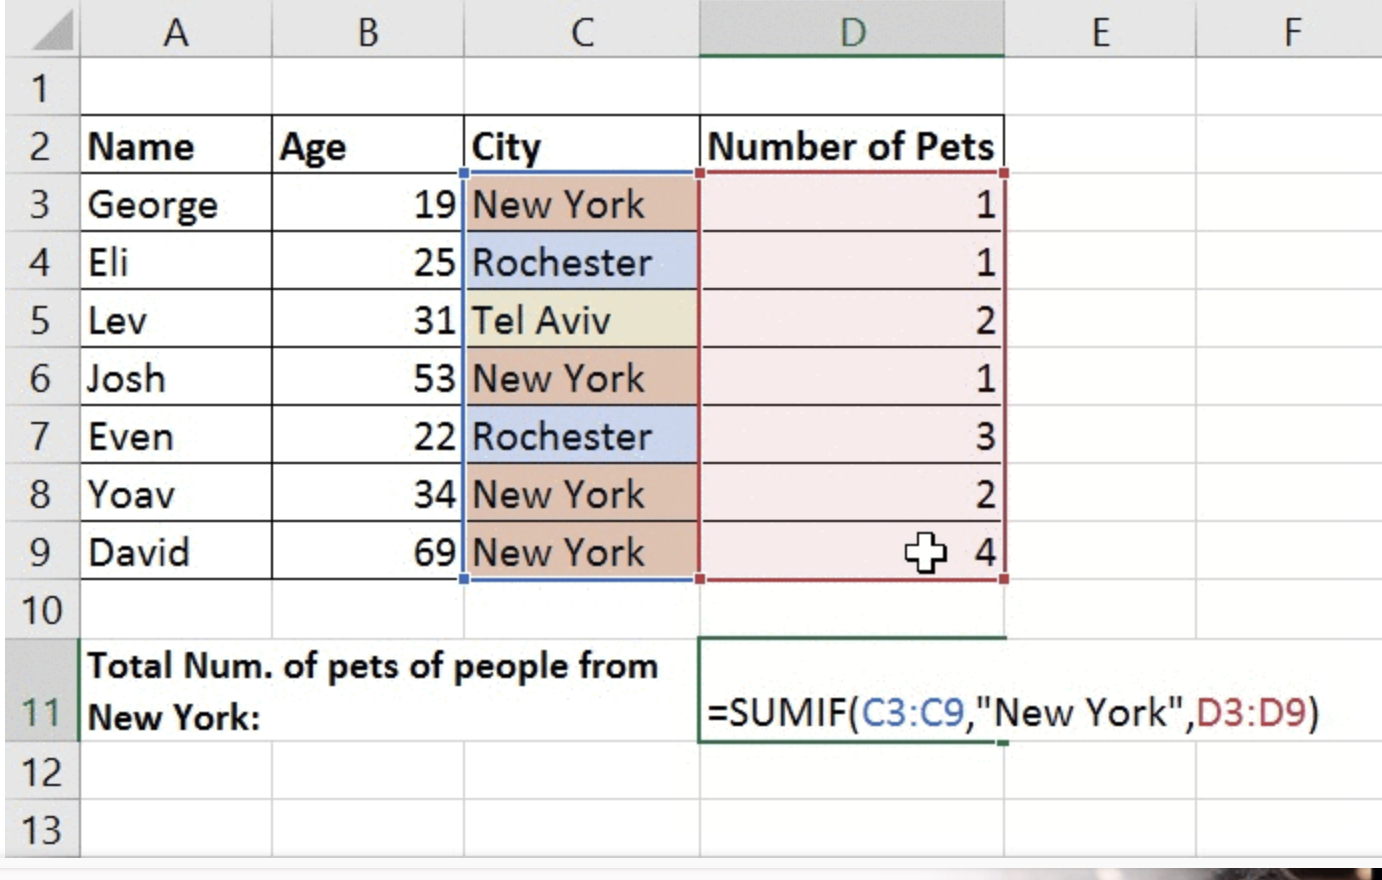 A B C D E F
1
2 Name Age City Number of Pets
3 George 19 New York 1
4 Eli 25 Rochester 1
5 Lev 31 Tel Aviv 2
6 Josh 53 New York 1
7 Even 22 Rochester 3
8 Yoav 34 New York 2
9 David 69 New York 4
10
Total Num. of pets of people from
11 New York: =SUMIF(C3:C9,"New York",D3:D9)
12
13